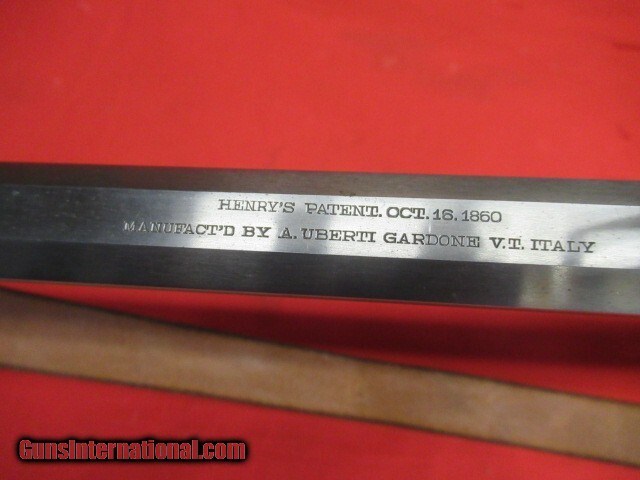 HENRY'S PATENT. OCT. 16. 1860
MANUFACT'D BY A. UBERTI GARDONE V.T. ITALY
GunsInternational.com